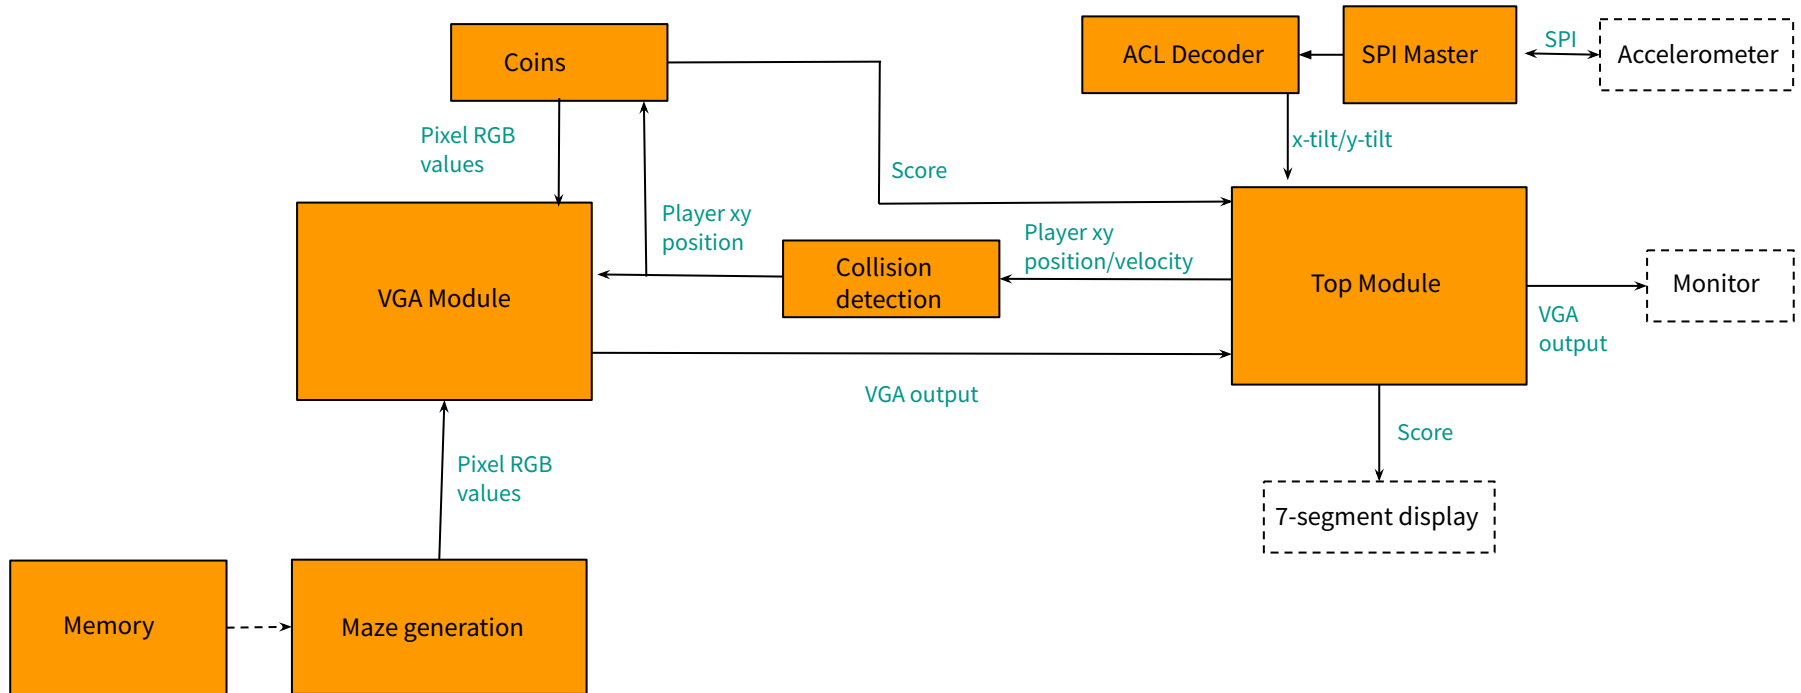 Coins
ACL Decoder
SPI Master
SPI
Accelerometer
Pixel RGB
values
x-tilt/y-tilt
Score
Player xy
position
Player xy
position/velocity
Collision
detection
VGA Module
Top Module
Monitor
VGA
output
VGA output
Score
Pixel RGB
values
7-segment display
Memory
Maze generation